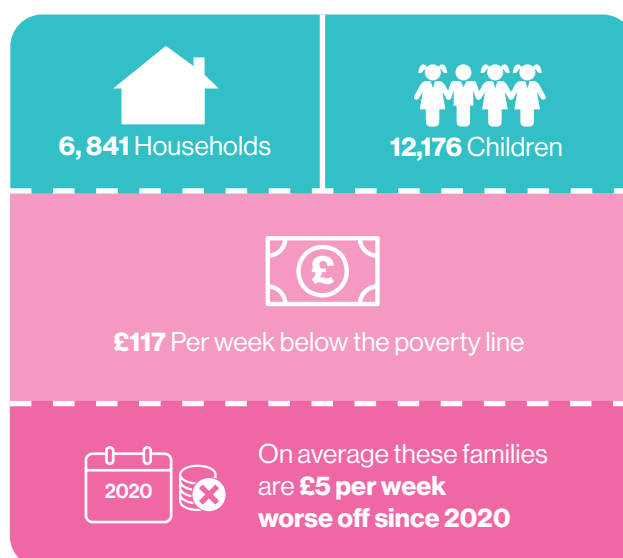 6, 841 Households
12,176 Children
£
£117 Per week below the poverty line
2020
On average these families
are £5 per week
worse off since 2020